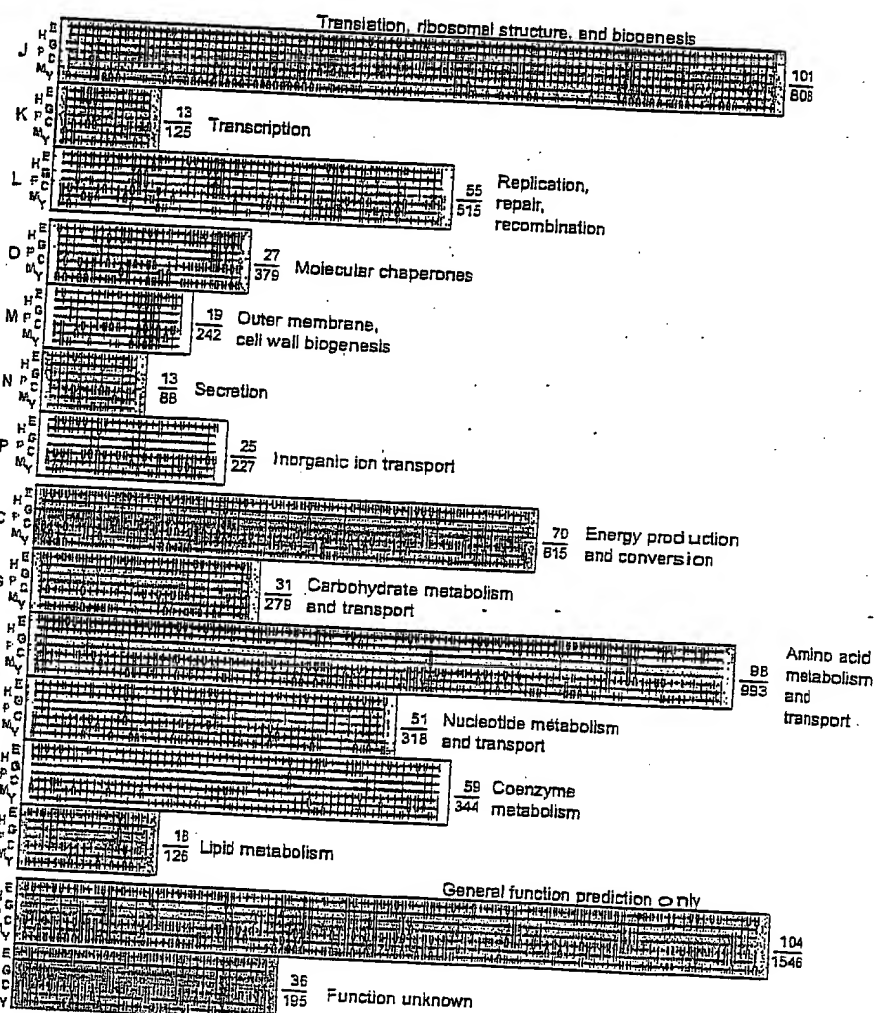 Translation, ribosomal structure, and biogenesis
J
H E
P G
M C
Y
101
808
K
H E
P G
M C
Y
13
125
Transcription
L
H E
P G
M C
Y
55
515
Replication,
repair,
recombination
O
H E
P G
M C
Y
27
379
Molecular chaperones
M
H E
P G
M C
Y
19
242
Outer membrane,
cell wall biogenesis
N
H E
P G
M C
Y
13
88
Secretion
P
H E
P G
M C
Y
25
227
Inorganic ion transport
C
H E
P G
M C
Y
70
615
Energy production
and conversion
G
H E
P G
M C
Y
31
279
Carbohydrate metabolism
and transport
H E
P G
M C
Y
98
993
Amino acid
metabolism
and
transport
H E
P G
M C
Y
51
318
Nucleotide metabolism
and transport
E
G
C
Y
59
344
Coenzyme
metabolism
E
G
C
Y
18
126
Lipid metabolism
General function prediction only
E
G
C
Y
104
1546
E
G
C
Y
36
195
Function unknown